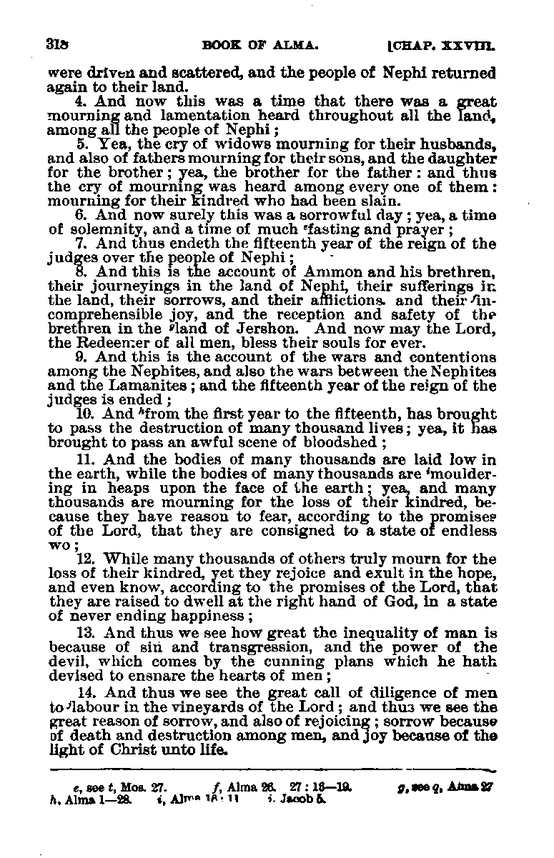 318 BOOK OF ALMA. [CHAP. XXVIII.
were driven and scattered, and the people of Nephi returned
again to their land.
4. And now this was a time that there was a great
mourning and lamentation heard throughout all the land,
among all the people of Nephi ;
5. Yea, the cry of widows mourning for their husbands,
and also of fathers mourning for their sons, and the daughter
for the brother ; yea, the brother for the father : and thus
the cry of mourning was heard among every one of them :
mourning for their kindred who had been slain.
6. And now surely this was a sorrowful day ; yea, a time
of solemnity, and a time of much ᵉfasting and prayer ;
7. And thus endeth the fifteenth year of the reign of the
judges over the people of Nephi ;
8. And this is the account of Ammon and his brethren,
their journeyings in the land of Nephi, their sufferings in
the land, their sorrows, and their afflictions. and their ᶠin-
comprehensible joy, and the reception and safety of the
brethren in the ᵍland of Jershon. And now may the Lord,
the Redeemer of all men, bless their souls for ever.
9. And this is the account of the wars and contentions
among the Nephites, and also the wars between the Nephites
and the Lamanites ; and the fifteenth year of the reign of the
judges is ended ;
10. And ʰfrom the first year to the fifteenth, has brought
to pass the destruction of many thousand lives ; yea, it has
brought to pass an awful scene of bloodshed ;
11. And the bodies of many thousands are laid low in
the earth, while the bodies of many thousands are ⁱmoulder-
ing in heaps upon the face of the earth ; yea, and many
thousands are mourning for the loss of their kindred, be-
cause they have reason to fear, according to the promises
of the Lord, that they are consigned to a state of endless
wo ;
12. While many thousands of others truly mourn for the
loss of their kindred, yet they rejoice and exult in the hope,
and even know, according to the promises of the Lord, that
they are raised to dwell at the right hand of God, in a state
of never ending happiness ;
13. And thus we see how great the inequality of man is
because of sin and transgression, and the power of the
devil, which comes by the cunning plans which he hath
devised to ensnare the hearts of men ;
14. And thus we see the great call of diligence of men
to ʲlabour in the vineyards of the Lord ; and thus we see the
great reason of sorrow, and also of rejoicing ; sorrow because
of death and destruction among men, and joy because of the
light of Christ unto life.
e, see t, Mos. 27. f, Alma 26. 27 : 16—19. g, see q, Alma 27
h, Alma 1—28. i, Alma 16 : 11 j. Jacob 5.